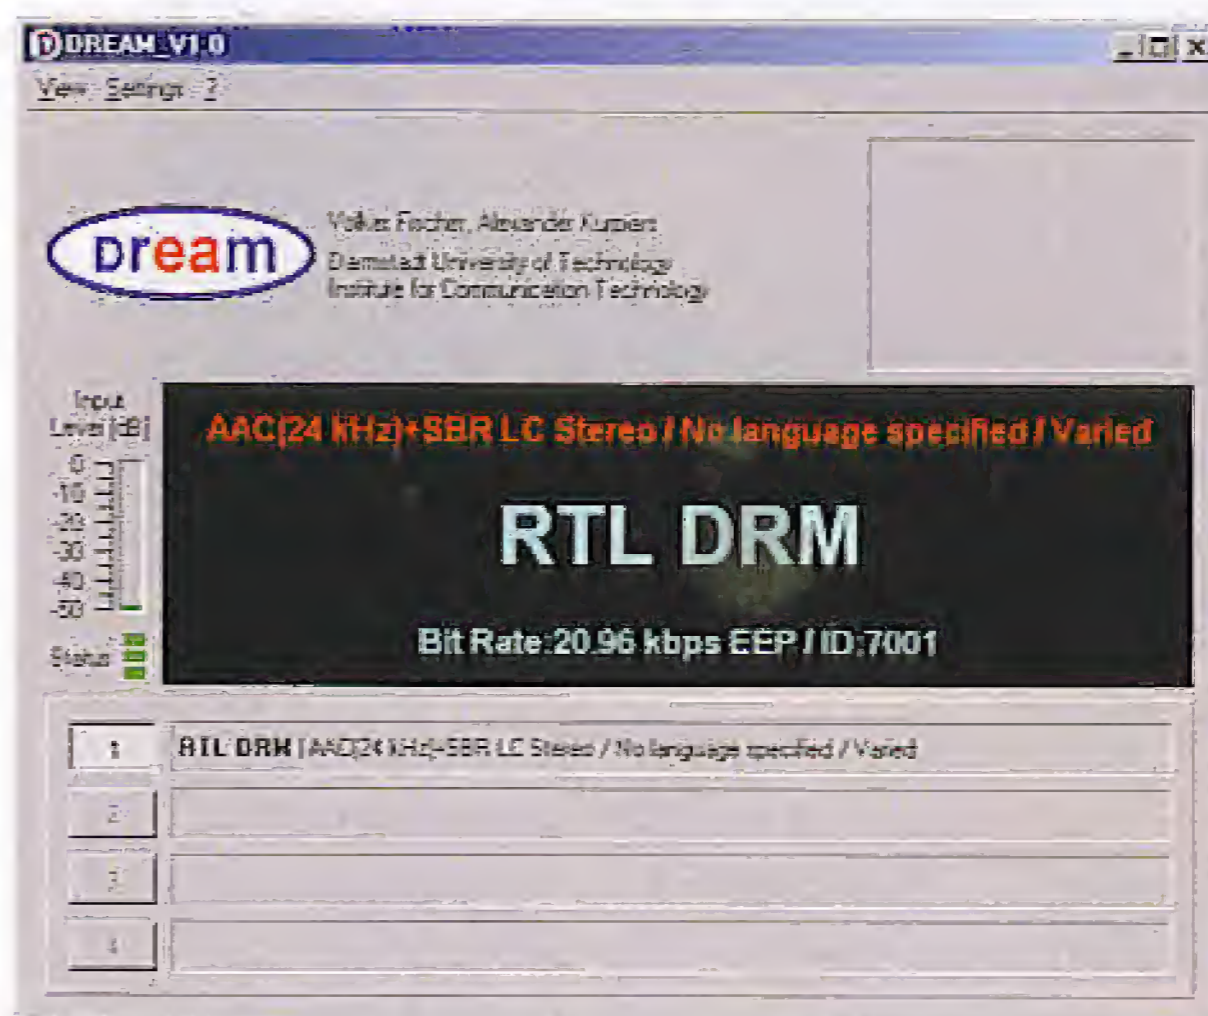 DREAM_V1.0
View Settings ?
Dream
Volker Fischer, Alexander Kurpiers
Darmstadt University of Technology
Institute for Communication Technology
Input
Level [dB]
0
-10
-20
-30
-40
-50
Status:
AAC(24 kHz)+SBR LC Stereo / No language specified / Varied
RTL DRM
Bit Rate:20.96 kbps EEP / ID:7001
1 RTL DRM | AAC(24 kHz)+SBR LC Stereo / No language specified / Varied
2
3
4